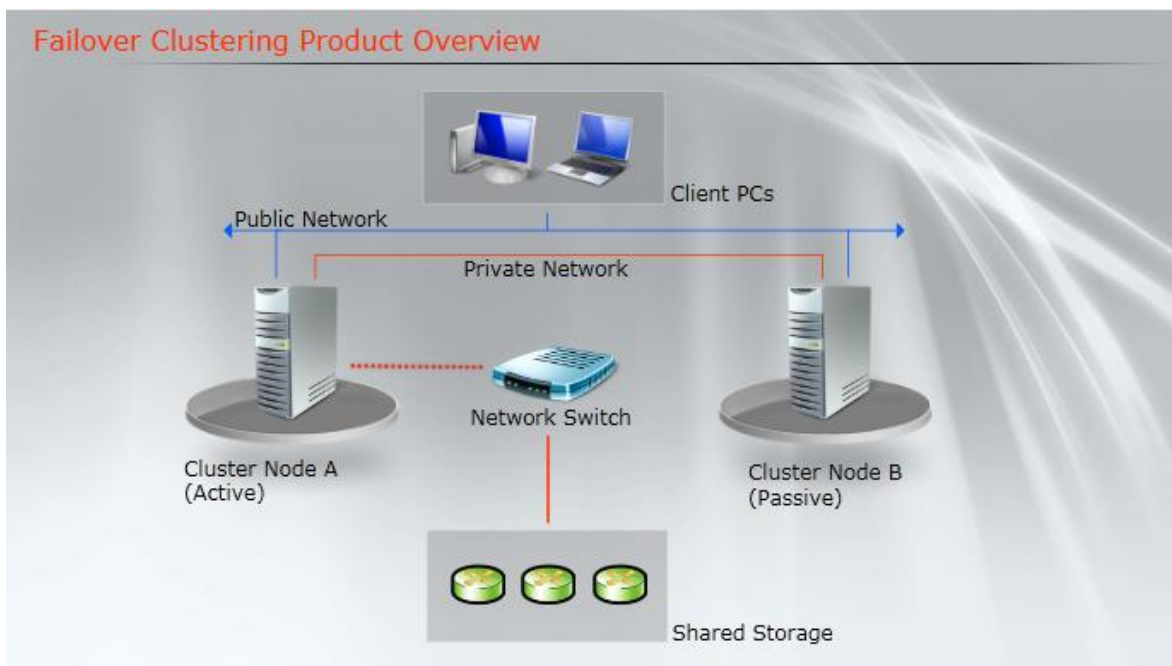 Failover Clustering Product Overview
Client PCs
Public Network
Private Network
Network Switch
Cluster Node A
(Active)
Cluster Node B
(Passive)
Shared Storage